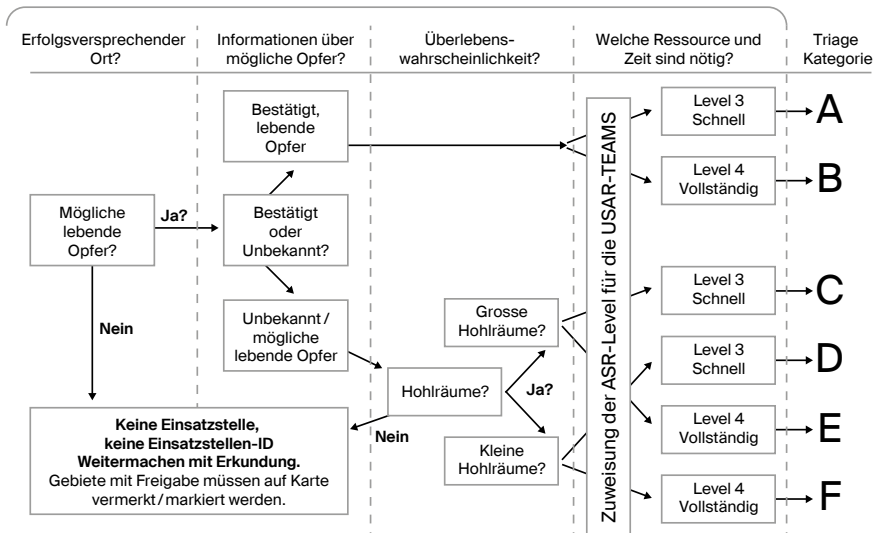 Erfolgsversprechender
Ort?
Informationen über
mögliche Opfer?
Überlebens-
wahrscheinlichkeit?
Welche Ressource und
Zeit sind nötig?
Triage
Kategorie
Bestätigt,
lebende
Opfer
Level 3
Schnell
A
Level 4
Vollständig
B
Mögliche
lebende
Opfer?
Ja?
Bestätigt
oder
Unbekannt?
Zuweisung der ASR-Level für die USAR-TEAMS
Nein
Unbekannt / 
mögliche
lebende Opfer
Grosse
Hohlräume?
Level 3
Schnell
C
Hohlräume?
Ja?
Level 3
Schnell
D
Nein
Keine Einsatzstelle,
keine Einsatzstellen-ID
Weitermachen mit Erkundung.
Gebiete mit Freigabe müssen auf Karte
vermerkt / markiert werden.
Kleine
Hohlräume?
Level 4
Vollständig
E
Level 4
Vollständig
F